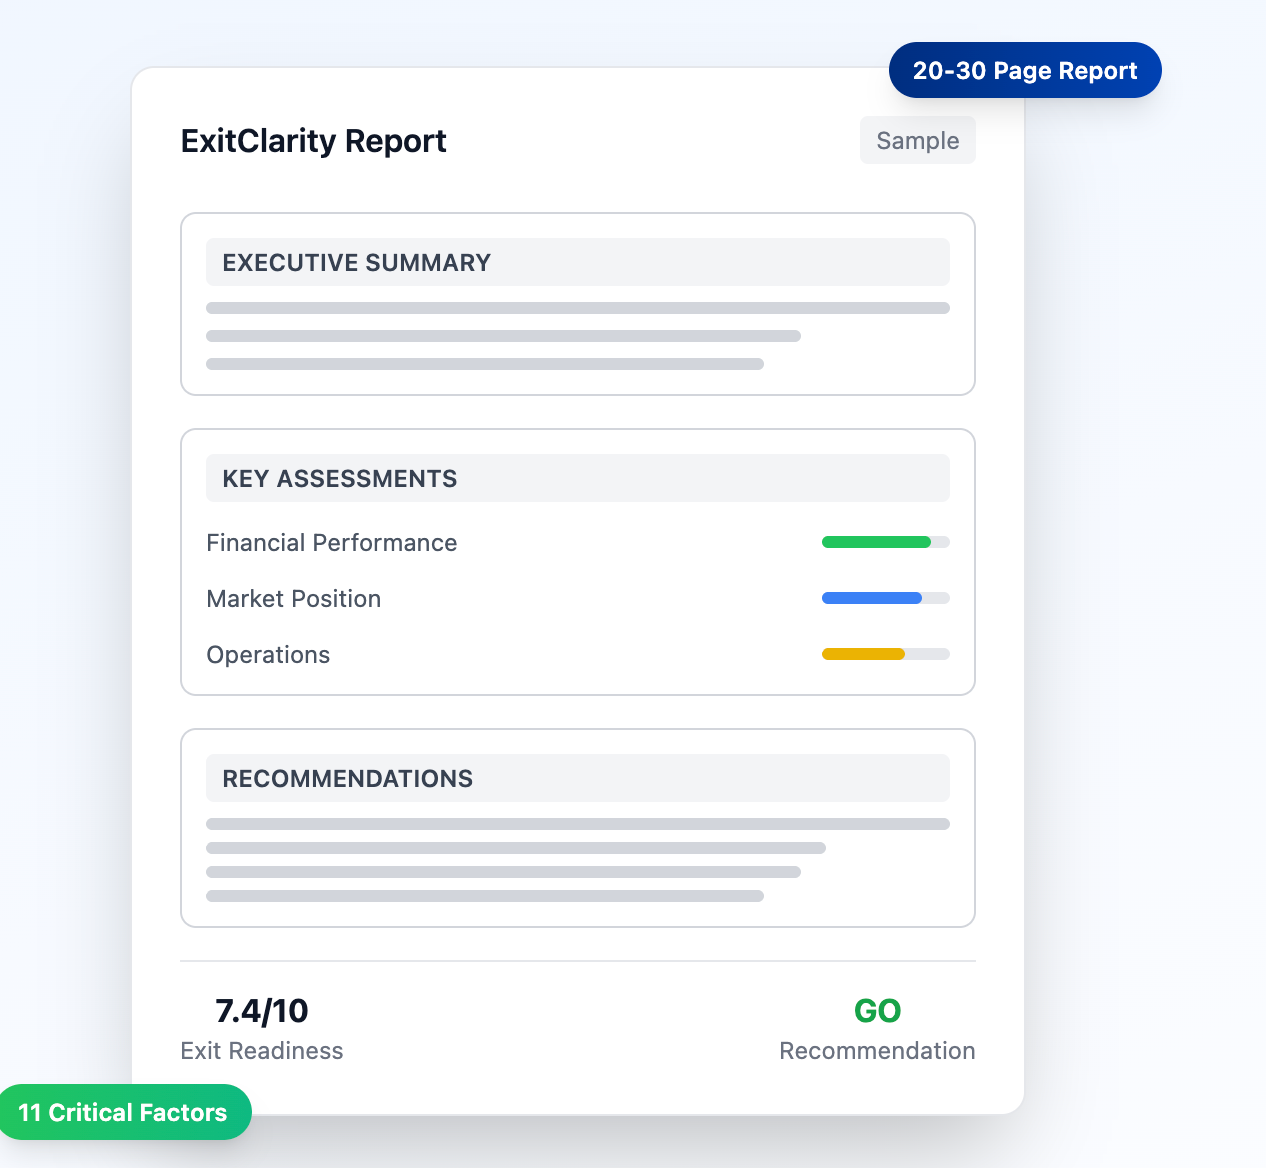 20-30 Page Report
ExitClarity Report
Sample
EXECUTIVE SUMMARY
KEY ASSESSMENTS
Financial Performance
Market Position
Operations
RECOMMENDATIONS
7.4/10
Exit Readiness
GO
Recommendation
11 Critical Factors